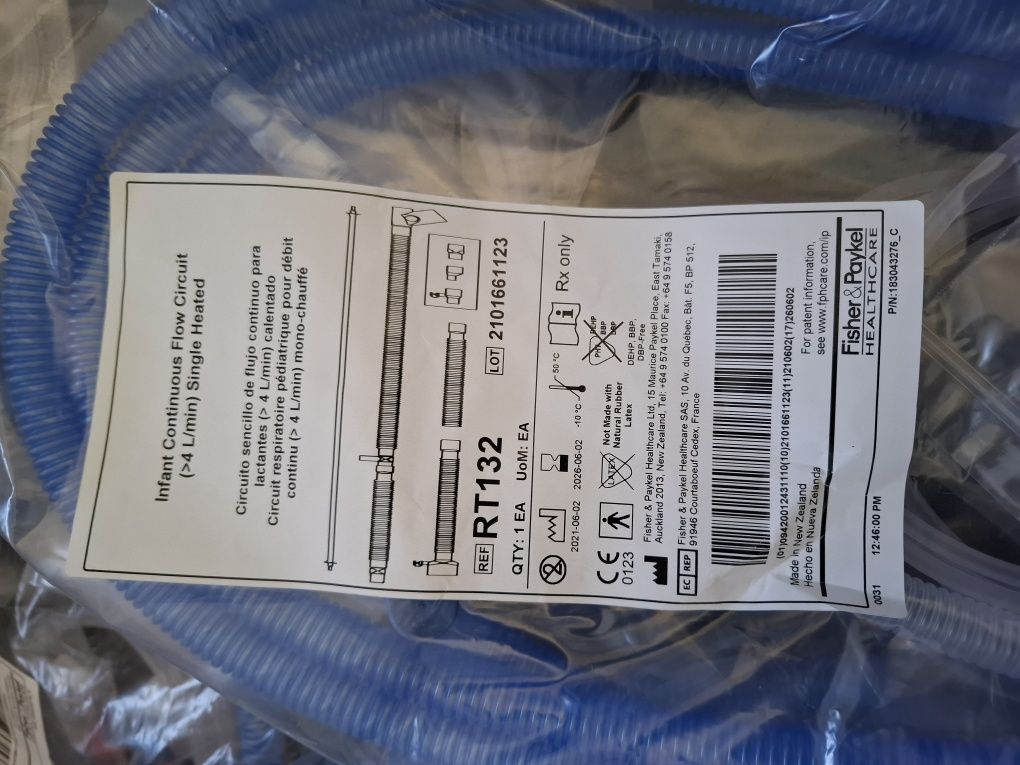 Infant Continuous Flow Circuit
(>4 L/min) Single Heated
Circuito sencillo de flujo continuo para
lactantes (> 4 L/min) calentado
Circuit respiratoire pédiatrique pour débit
continu (> 4 L/min) mono-chauffé
REF RT132
LOT 2101661123
QTY: 1 EA UoM: EA
Rx only
2021-06-02
2026-06-02
-10 °C
50 °C
PHT
DEHP
BBP
DBP
DEHP, BBP,
DBP-Free
CE
0123
LATEX
Not Made with
Natural Rubber
Latex
Fisher & Paykel Healthcare Ltd, 15 Maurice Paykel Place, East Tamaki,
Auckland 2013, New Zealand, Tel: +64 9 574 0100 Fax: +64 9 574 0158
EC REP
Fisher & Paykel Healthcare SAS, 10 Av. du Québec, Bât. F5, BP 512,
91946 Courtaboeuf Cedex, France
(01)09420012431110(10)2101661123(11)210602(17)260602
Made in New Zealand
Hecho en Nueva Zelanda
For patent information,
see www.fphcare.com/ip
Fisher & Paykel
HEALTHCARE
0031 12:46:00 PM
P/N:183043276_C